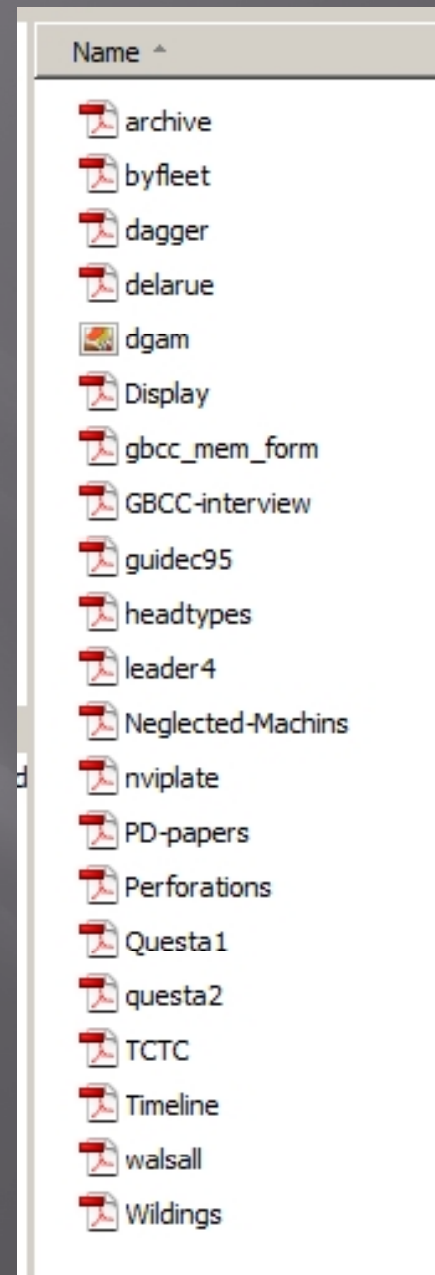 Name
archive
byfleet
dagger
delarue
dgam
Display
gbcc_mem_form
GBCC-interview
guidec95
headtypes
leader4
Neglected-Machins
d
nviplate
PD-papers
Perforations
Questa1
questa2
TCTC
Timeline
walsall
Wildings